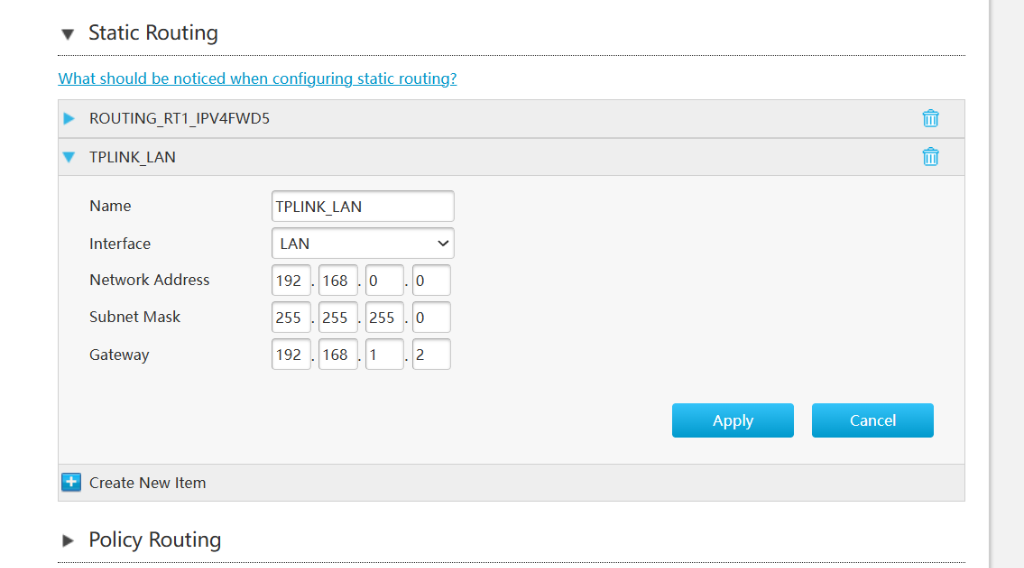 Static Routing
What should be noticed when configuring static routing?
ROUTING_RT1_IPV4FWD5
TPLINK_LAN
Name TPLINK_LAN
Interface LAN
Network Address 192 . 168 . 0 . 0
Subnet Mask 255 . 255 . 255 . 0
Gateway 192 . 168 . 1 . 2
Apply Cancel
Create New Item
Policy Routing